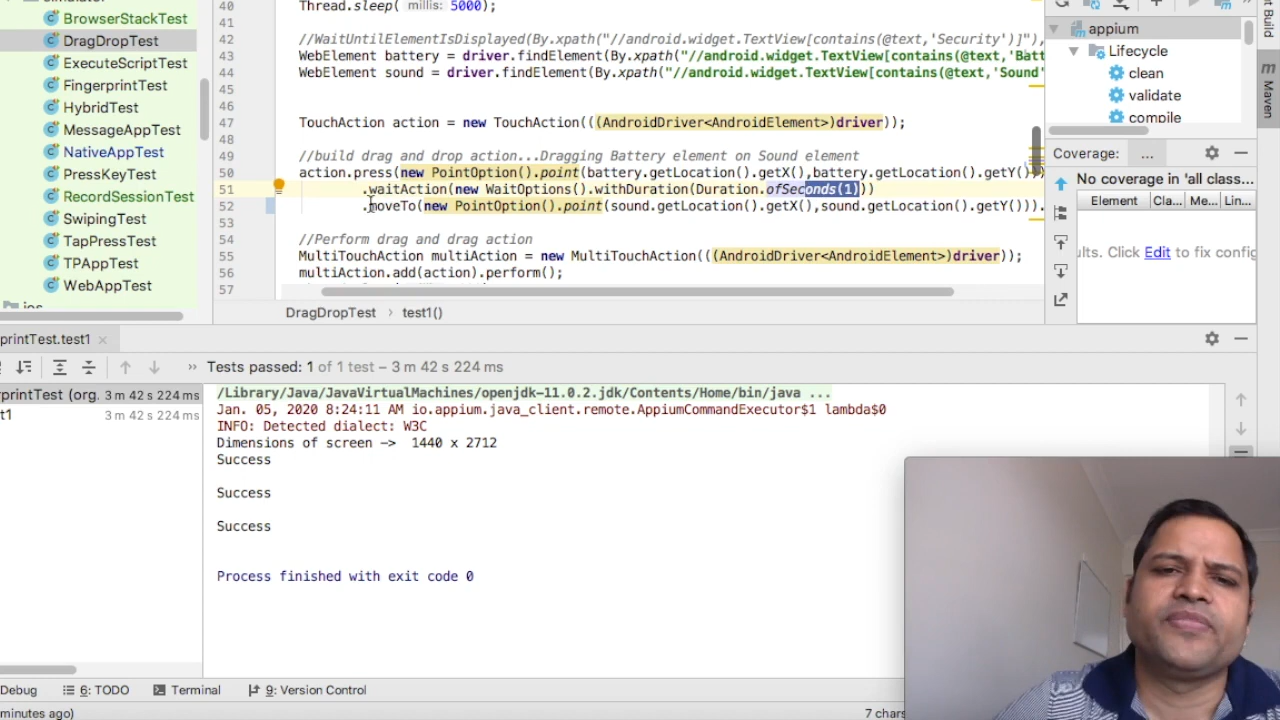 BrowserStackTest
DragDropTest
ExecuteScriptTest
FingerprintTest
HybridTest
MessageAppTest
NativeAppTest
PressKeyTest
RecordSessionTest
SwipingTest
TapPressTest
TPAppTest
WebAppTest
40 Thread.sleep( millis: 5000);
41
42 //WaitUntilElementIsDisplayed(By.xpath("//android.widget.TextView[contains(@text,'Security')]"),
43 WebElement battery = driver.findElement(By.xpath("//android.widget.TextView[contains(@text,'Batt
44 WebElement sound = driver.findElement(By.xpath("//android.widget.TextView[contains(@text,'Sound'
45
46
47 TouchAction action = new TouchAction(((AndroidDriver<AndroidElement>)driver));
48
49 //build drag and drop action...Dragging Battery element on Sound element
50 action.press(new PointOption().point(battery.getLocation().getX(),battery.getLocation().getY()))
51 .waitAction(new WaitOptions().withDuration(Duration.ofSeconds(1)))
52 .moveTo(new PointOption().point(sound.getLocation().getX(),sound.getLocation().getY())).
53
54 //Perform drag and drag action
55 MultiTouchAction multiAction = new MultiTouchAction(((AndroidDriver<AndroidElement>)driver));
56 multiAction.add(action).perform();
57
DragDropTest › test1()
appium
Lifecycle
clean
validate
compile
Coverage: ...
No coverage in 'all class...
Element Cla... Me... Lin...
ults. Click Edit to fix config
t Build
Maven
printTest.test1 ×
›› Tests passed: 1 of 1 test – 3 m 42 s 224 ms
rprintTest (org. 3 m 42 s 224 ms
t1 3 m 42 s 224 ms
/Library/Java/JavaVirtualMachines/openjdk-11.0.2.jdk/Contents/Home/bin/java ...
Jan. 05, 2020 8:24:11 AM io.appium.java_client.remote.AppiumCommandExecutor$1 lambda$0
INFO: Detected dialect: W3C
Dimensions of screen —> 1440 x 2712
Success
Success
Success
Process finished with exit code 0
Debug 6: TODO Terminal 9: Version Control
minutes ago) 7 chars